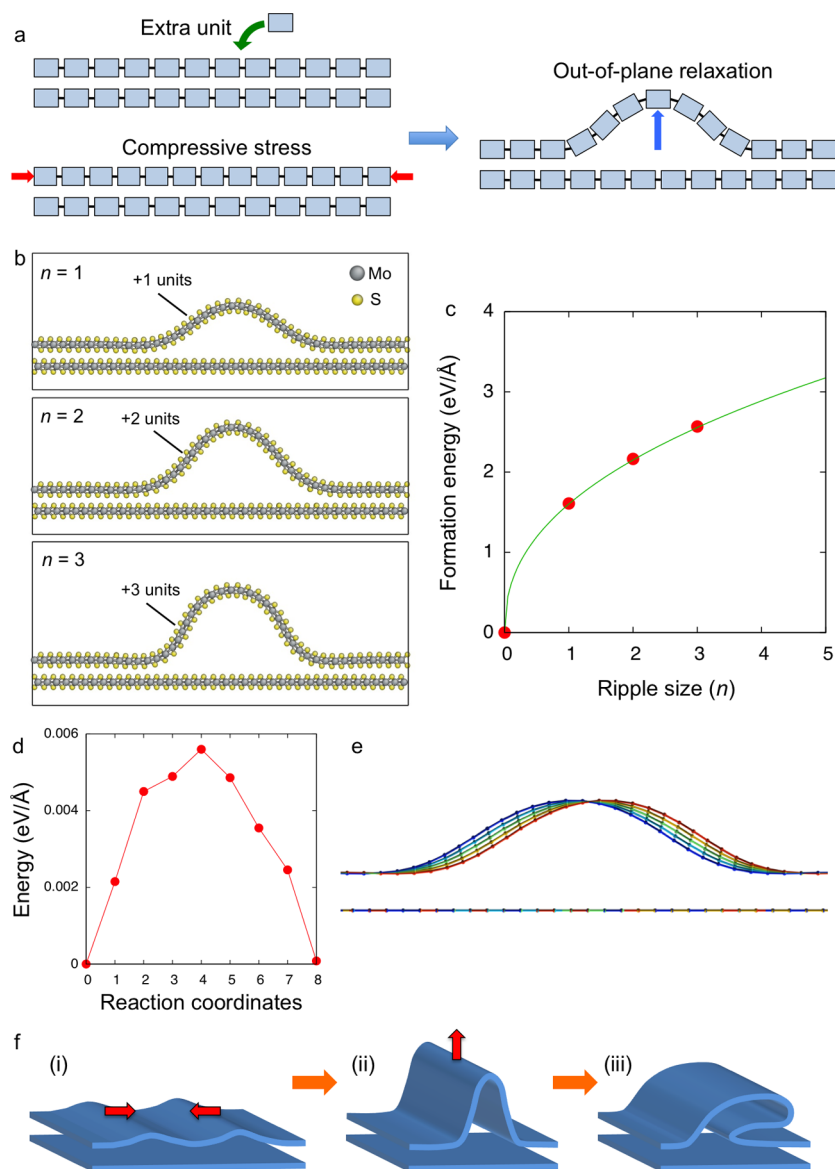 a
Extra unit
Compressive stress
Out-of-plane relaxation
b
n = 1
+1 units
Mo
S
n = 2
+2 units
n = 3
+3 units
c
Formation energy (eV/Å)
4
3
2
1
0
0 1 2 3 4 5
Ripple size (n)
d
Energy (eV/Å)
0.006
0.004
0.002
0
0 1 2 3 4 5 6 7 8
Reaction coordinates
e
f
(i)
(ii)
(iii)